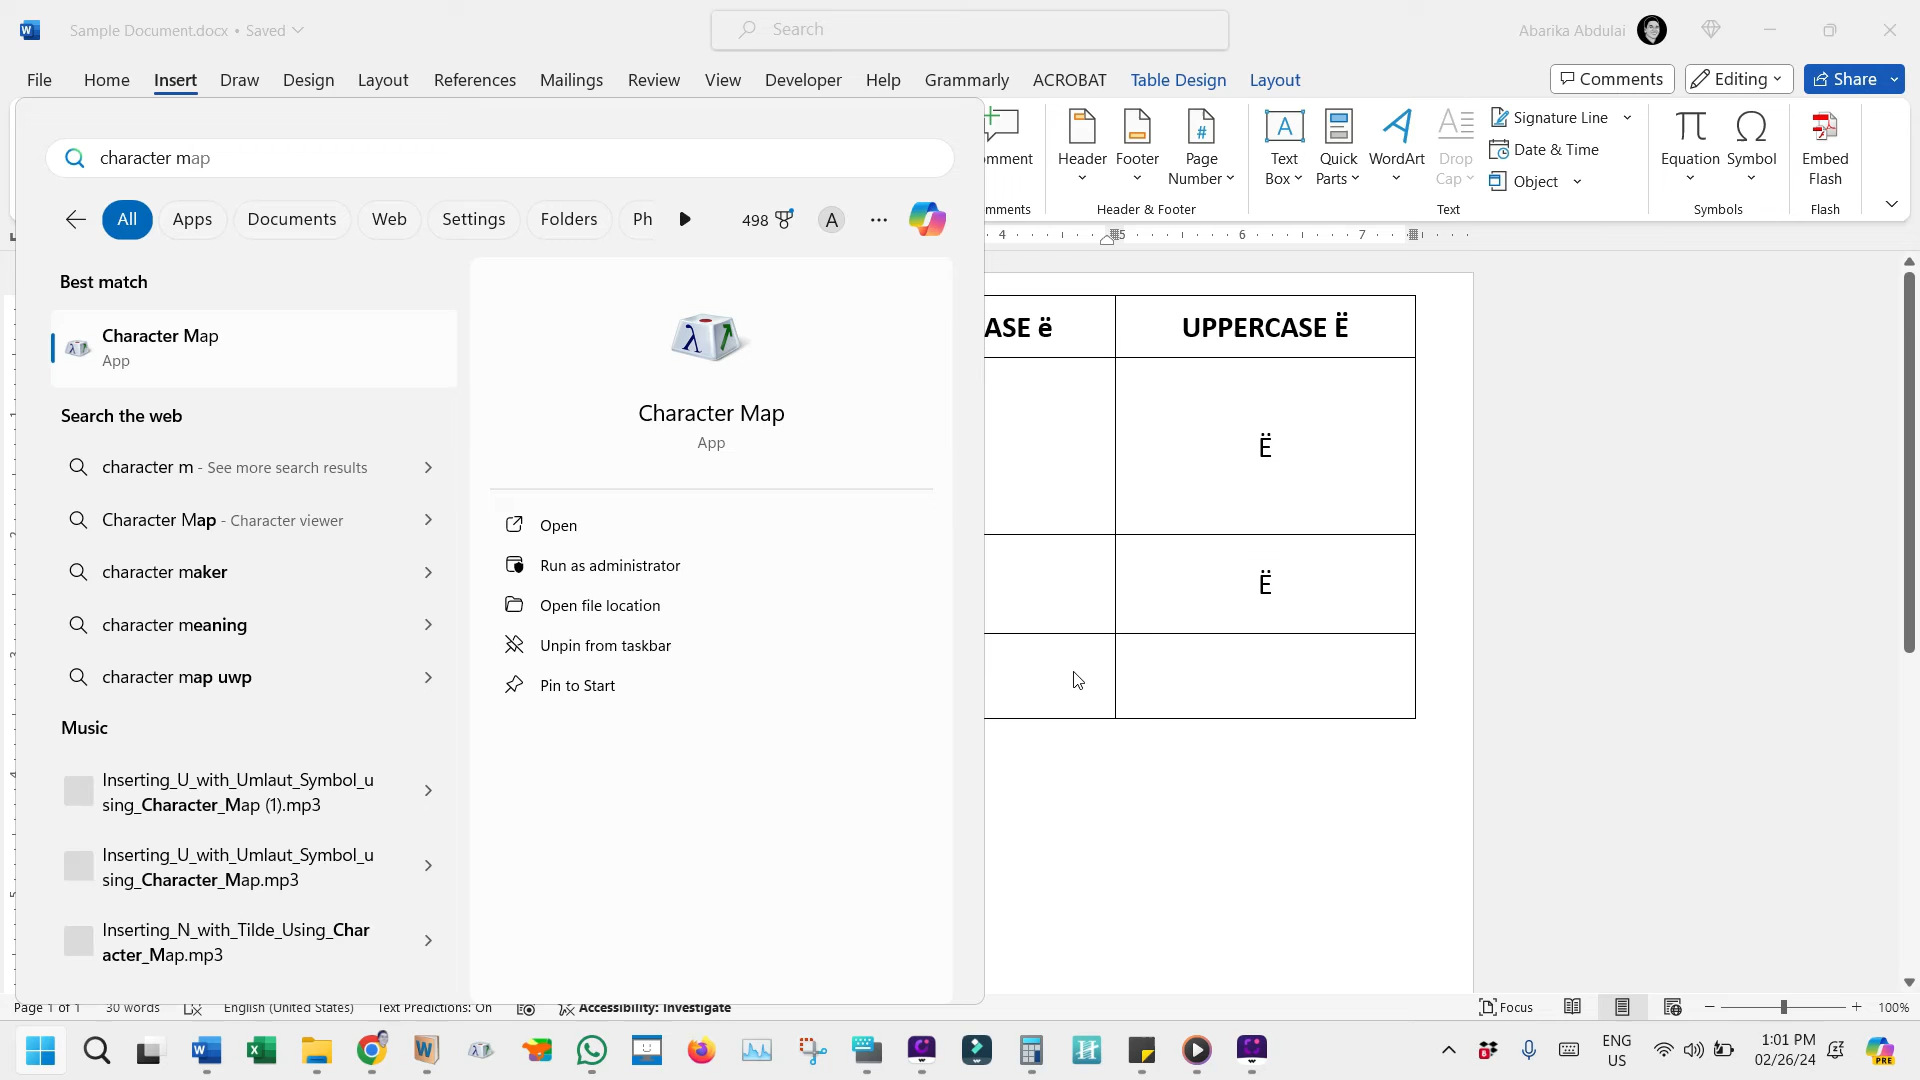 Sample Document.docx • Saved
Search
Abarika Abdulai
File Home Insert Draw Design Layout References Mailings Review View Developer Help Grammarly ACROBAT Table Design Layout
Comments Editing Share
character map
Header
Footer
Page
Number
Text
Box
Quick
Parts
WordArt
Drop
Cap
Signature Line
Date & Time
Object
Equation
Symbol
Embed
Flash
Header & Footer
Text
Symbols
Flash
All Apps Documents Web Settings Folders Ph 498 A
4 5 6 7
Best match
Character Map
App
Search the web
character m - See more search results
Character Map - Character viewer
character maker
character meaning
character map uwp
Music
Inserting_U_with_Umlaut_Symbol_u
sing_Character_Map (1).mp3
Inserting_U_with_Umlaut_Symbol_u
sing_Character_Map.mp3
Inserting_N_with_Tilde_Using_Char
acter_Map.mp3
Character Map
App
Open
Run as administrator
Open file location
Unpin from taskbar
Pin to Start
ASE ë
UPPERCASE Ë
Ë
Ë
Page 1 of 1 30 words English (United States) Text Predictions: On Accessibility: Investigate
Focus 100%
ENG
US
1:01 PM
02/26/24